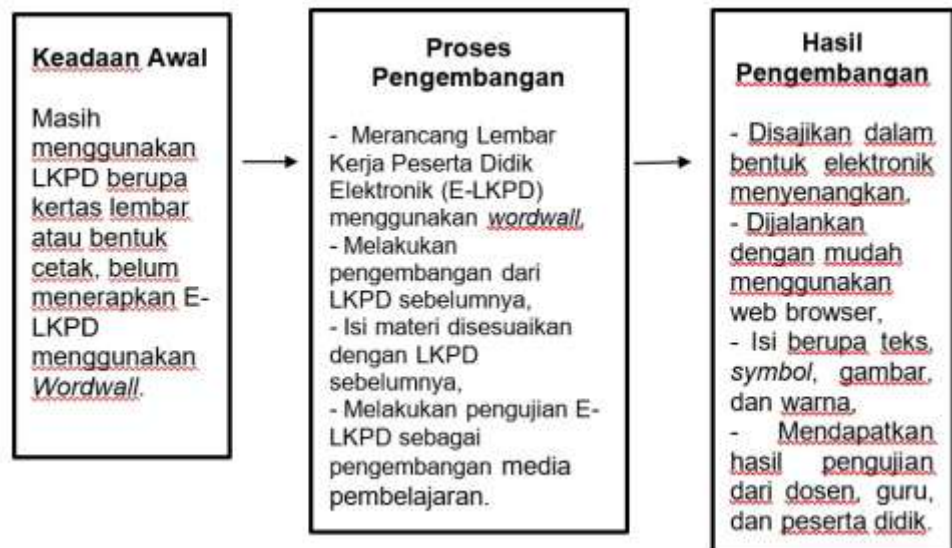 Keadaan Awal
Masih
menggunakan
LKPD berupa
kertas lembar
atau bentuk
cetak, belum
menerapkan E-
LKPD
menggunakan
Wordwall.
Proses
Pengembangan
- Merancang Lembar
Kerja Peserta Didik
Elektronik (E-LKPD)
menggunakan wordwall,
- Melakukan
pengembangan dari
LKPD sebelumnya,
- Isi materi disesuaikan
dengan LKPD
sebelumnya,
- Melakukan pengujian E-
LKPD sebagai
pengembangan media
pembelajaran.
Hasil
Pengembangan
- Disajikan dalam
bentuk elektronik
menyenangkan,
- Dijalankan
dengan mudah
menggunakan
web browser,
- Isi berupa teks,
symbol, gambar,
dan warna,
- Mendapatkan
hasil pengujian
dari dosen, guru,
dan peserta didik.